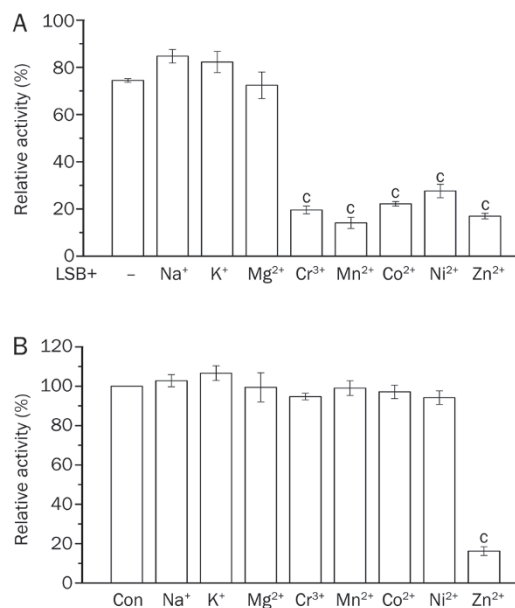 A
Relative activity (%)
100
80
60
40
20
0
c c c c c
LSB+ – Na⁺ K⁺ Mg²⁺ Cr³⁺ Mn²⁺ Co²⁺ Ni²⁺ Zn²⁺
B
Relative activity (%)
120
100
80
60
40
20
0
c
Con Na⁺ K⁺ Mg²⁺ Cr³⁺ Mn²⁺ Co²⁺ Ni²⁺ Zn²⁺